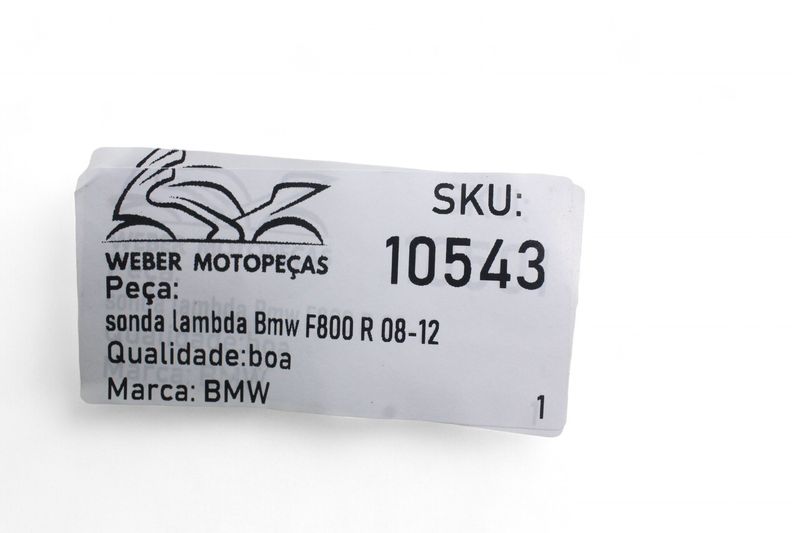 WEBER MOTOPEÇAS
SKU:
10543
Peça:
sonda lambda Bmw F800 R 08-12
Qualidade:boa
Marca: BMW
1